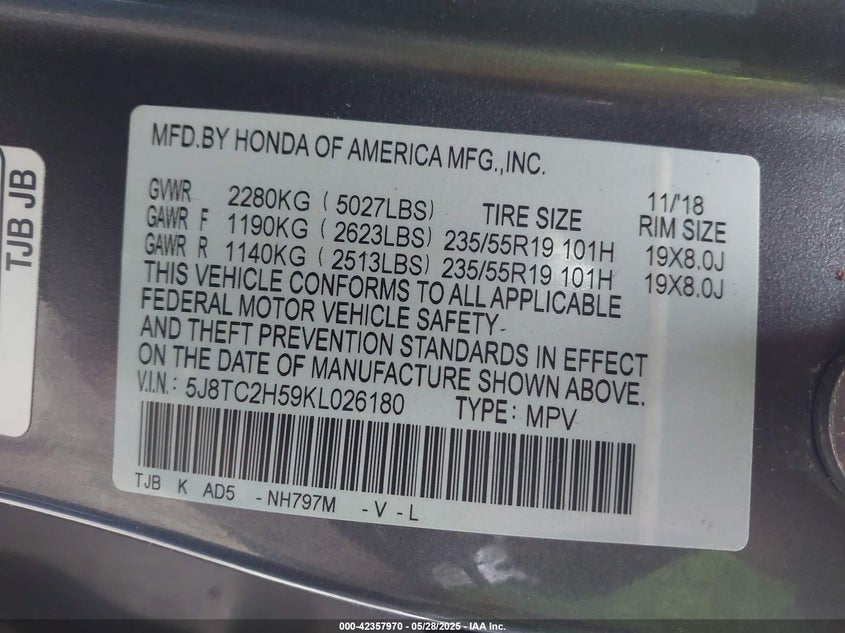 MFD.BY HONDA OF AMERICA MFG.,INC.
GVWR 2280KG ( 5027LBS) TIRE SIZE 11/'18 RIM SIZE
GAWR F 1190KG ( 2623LBS) 235/55R19 101H 19X8.0J
GAWR R 1140KG ( 2513LBS) 235/55R19 101H 19X8.0J
THIS VEHICLE CONFORMS TO ALL APPLICABLE
FEDERAL MOTOR VEHICLE SAFETY
AND THEFT PREVENTION STANDARDS IN EFFECT
ON THE DATE OF MANUFACTURE SHOWN ABOVE.
V.I.N.: 5J8TC2H59KL026180 TYPE: MPV
TJB K AD5 -NH797M -V -L
TJB JB
000-42357970 | 05/28/2025 - IAA Inc.